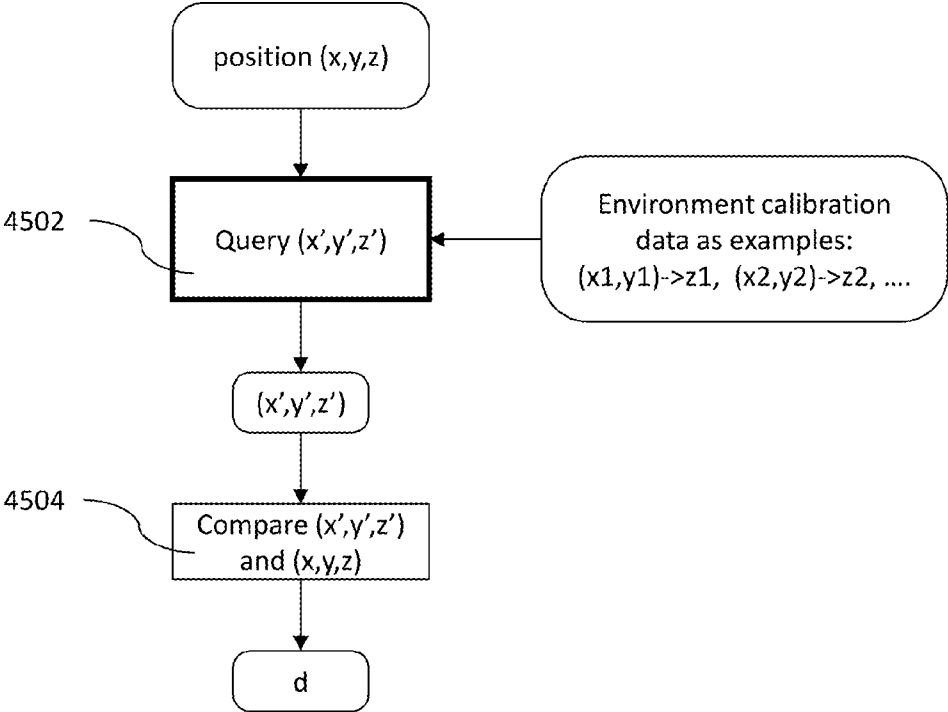 position (x,y,z)
4502
Query (x’,y’,z’)
Environment calibration
data as examples:
(x1,y1)->z1, (x2,y2)->z2, ....
(x’,y’,z’)
4504
Compare (x’,y’,z’)
and (x,y,z)
d